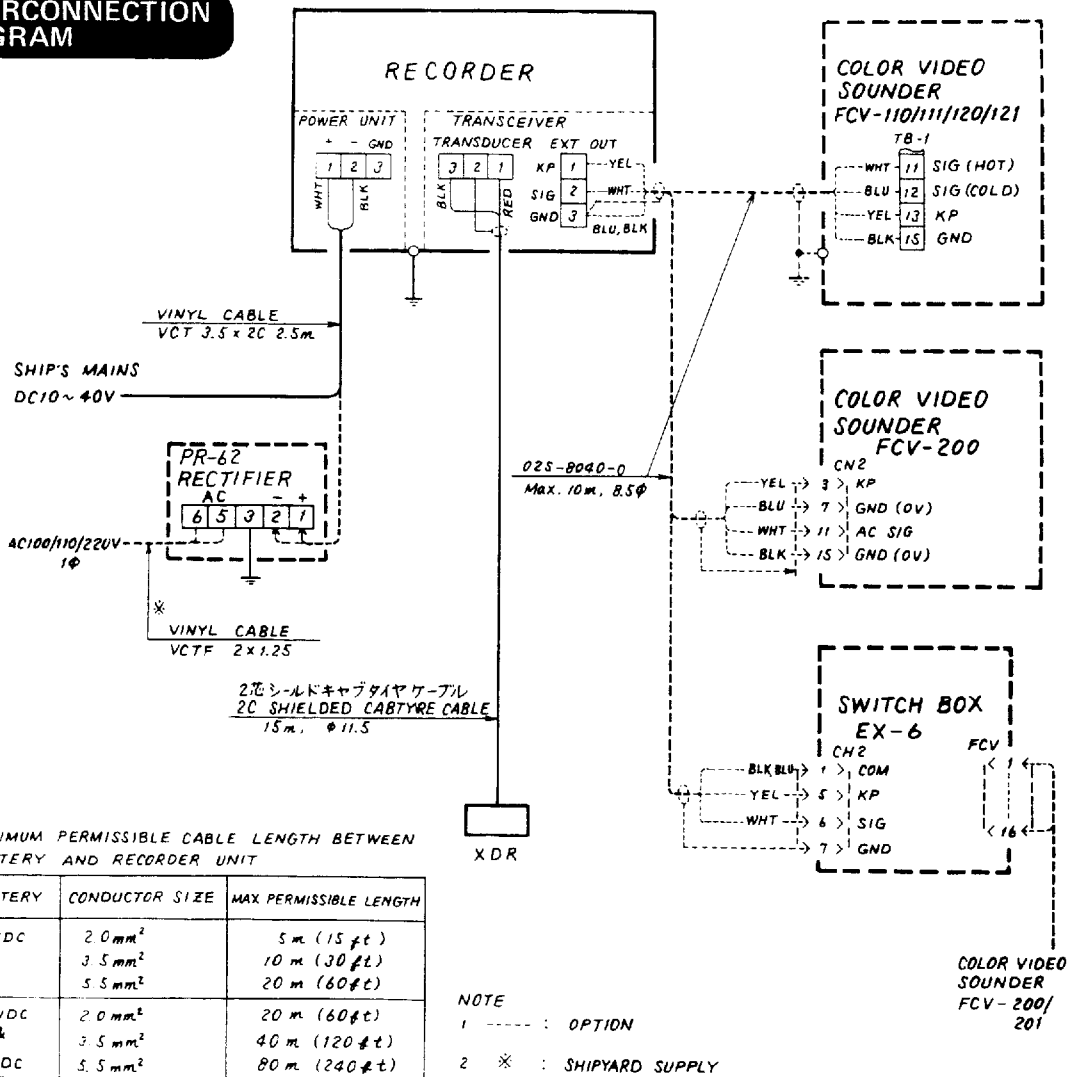 RCONNECTION
GRAM
RECORDER
POWER UNIT
+ - GND
1 2 3
WHT
BLK
TRANSCEIVER
TRANSDUCER
3 2 1
BLK
RED
EXT OUT
KP 1 YEL
SIG 2 WHT
GND 3
BLU, BLK
COLOR VIDEO
SOUNDER
FCV-110/111/120/121
TB-1
WHT 11 SIG (HOT)
BLU 12 SIG (COLD)
YEL 13 KP
BLK 15 GND
VINYL CABLE
VCT 3.5 x 2C 2.5m
SHIP'S MAINS
DC10~40V
PR-62
RECTIFIER
AC - +
6 5 3 2 1
AC100/110/220V
1Φ
※
VINYL CABLE
VCTF 2x1.25
02S-8040-0
Max. 10m, 8.5Φ
COLOR VIDEO
SOUNDER
FCV-200
CN2
YEL 3 KP
BLU 7 GND (0V)
WHT 11 AC SIG
BLK 15 GND (0V)
2芯シールドキャブタイヤケーブル
2C SHIELDED CABTYRE CABLE
15m, Φ11.5
XDR
SWITCH BOX
EX-6
CH2
FCV
BLK BLU 1 COM
YEL 5 KP
WHT 6 SIG
7 GND
1
16
COLOR VIDEO
SOUNDER
FCV-200/
201
IMUM PERMISSIBLE CABLE LENGTH BETWEEN
TERY AND RECORDER UNIT
TERY CONDUCTOR SIZE MAX PERMISSIBLE LENGTH
DC 2.0mm² 5m (15ft)
3.5mm² 10m (30ft)
5.5mm² 20m (60ft)
DC 2.0mm² 20m (60ft)
& 3.5mm² 40m (120ft)
DC 5.5mm² 80m (240ft)
NOTE
1 ----- : OPTION
2 ※ : SHIPYARD SUPPLY